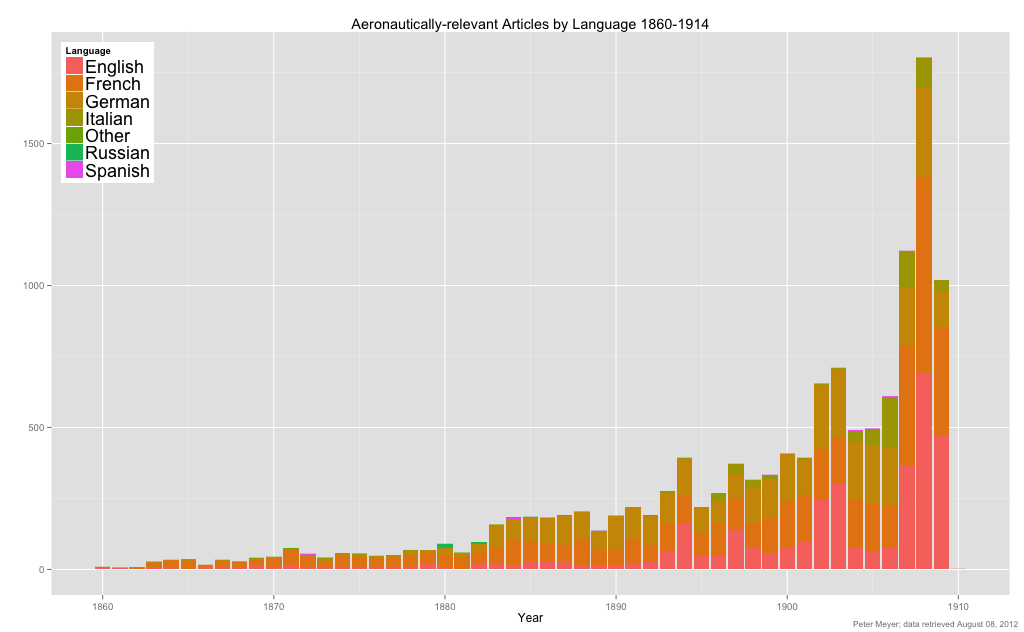 Aeronautically-relevant Articles by Language 1860-1914
Language
English
French
German
Italian
Other
Russian
Spanish
1500
1000
500
0
1860 1870 1880 1890 1900 1910
Year
Peter Meyer; data retrieved August 08, 2012